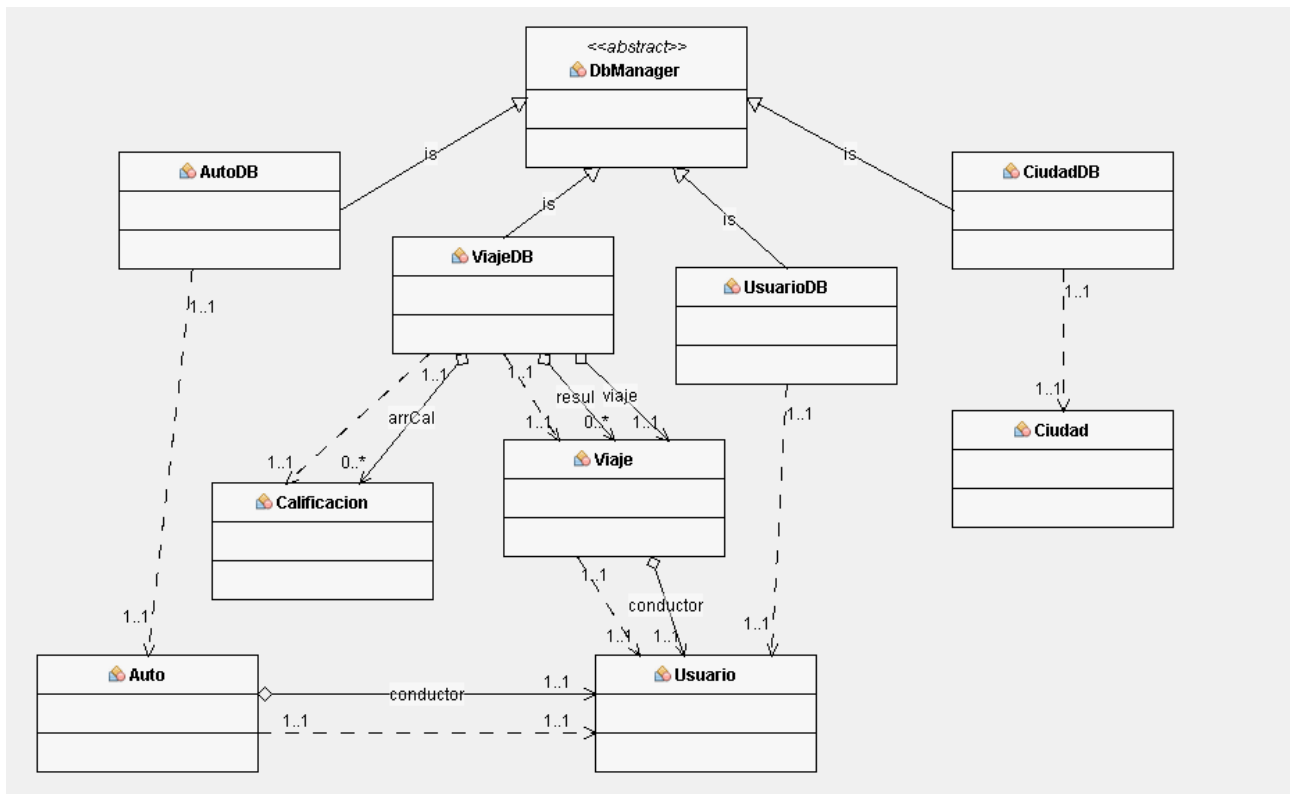 <<abstract>>
DbManager
is
is
AutoDB
CiudadDB
is
is
ViajeDB
UsuarioDB
1..1
1..1
1..1
1..1
resul
viaje
1..1
1..1
arrCal
1..1
0..*
1..1
Ciudad
1..1
0..*
Viaje
Calificacion
1..1
conductor
1..1
1..1
1..1
1..1
Auto
Usuario
conductor
1..1
1..1
1..1